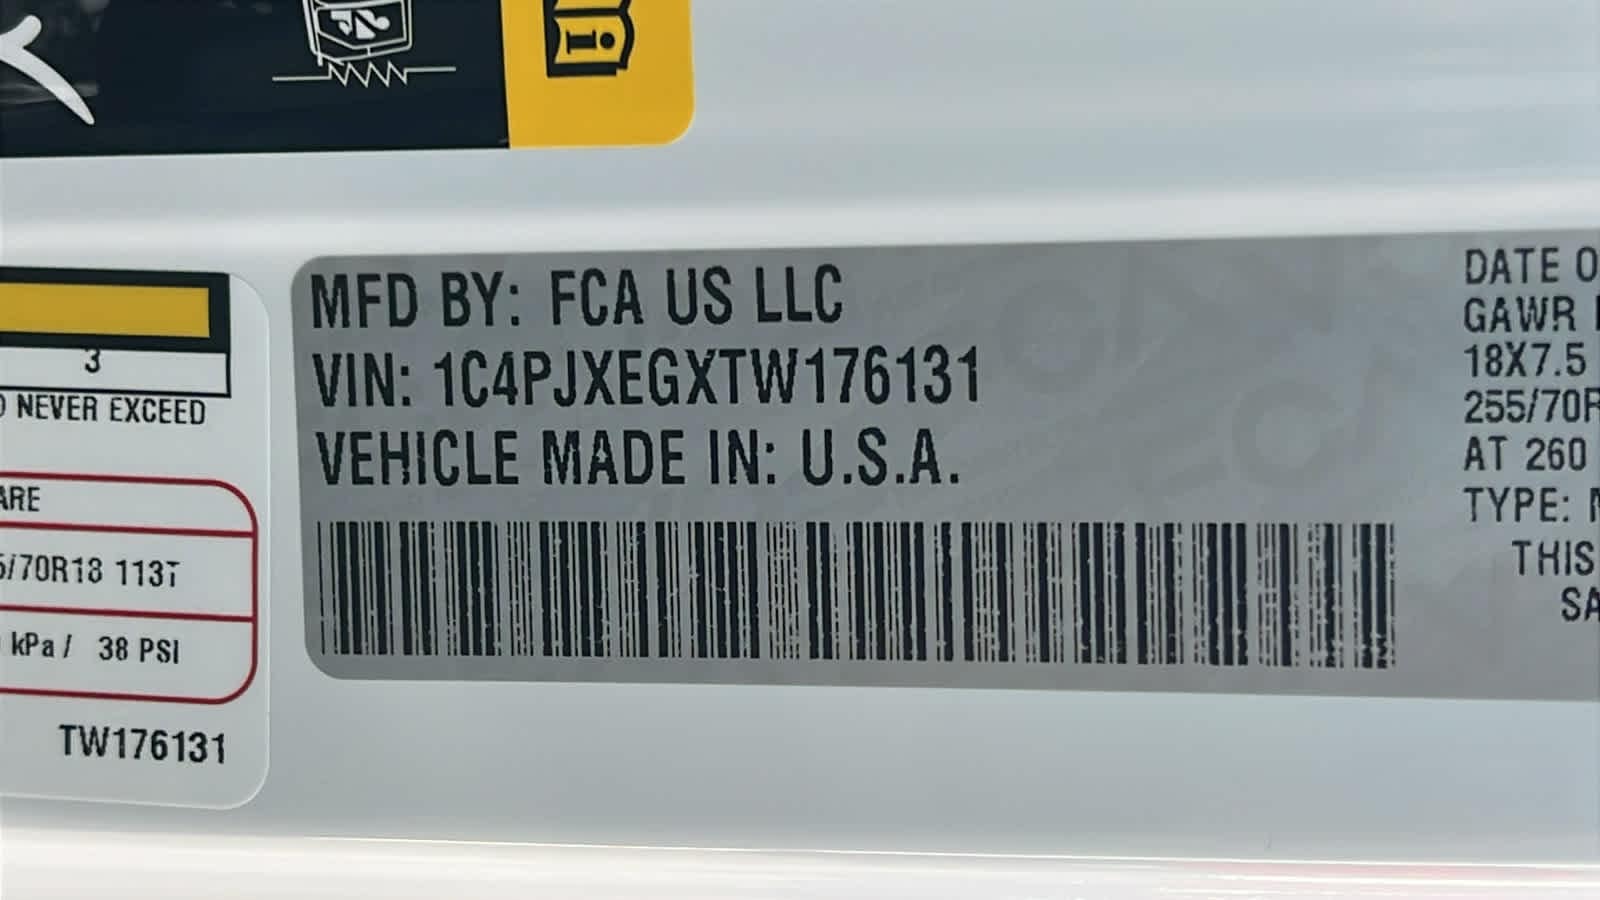 i
3
NEVER EXCEED
ARE
/70R18 113T
kPa / 38 PSI
TW176131
MFD BY: FCA US LLC
VIN: 1C4PJXEGXTW176131
VEHICLE MADE IN: U.S.A.
DATE O
GAWR
18X7.5
255/70R
AT 260
TYPE:
THIS
SA